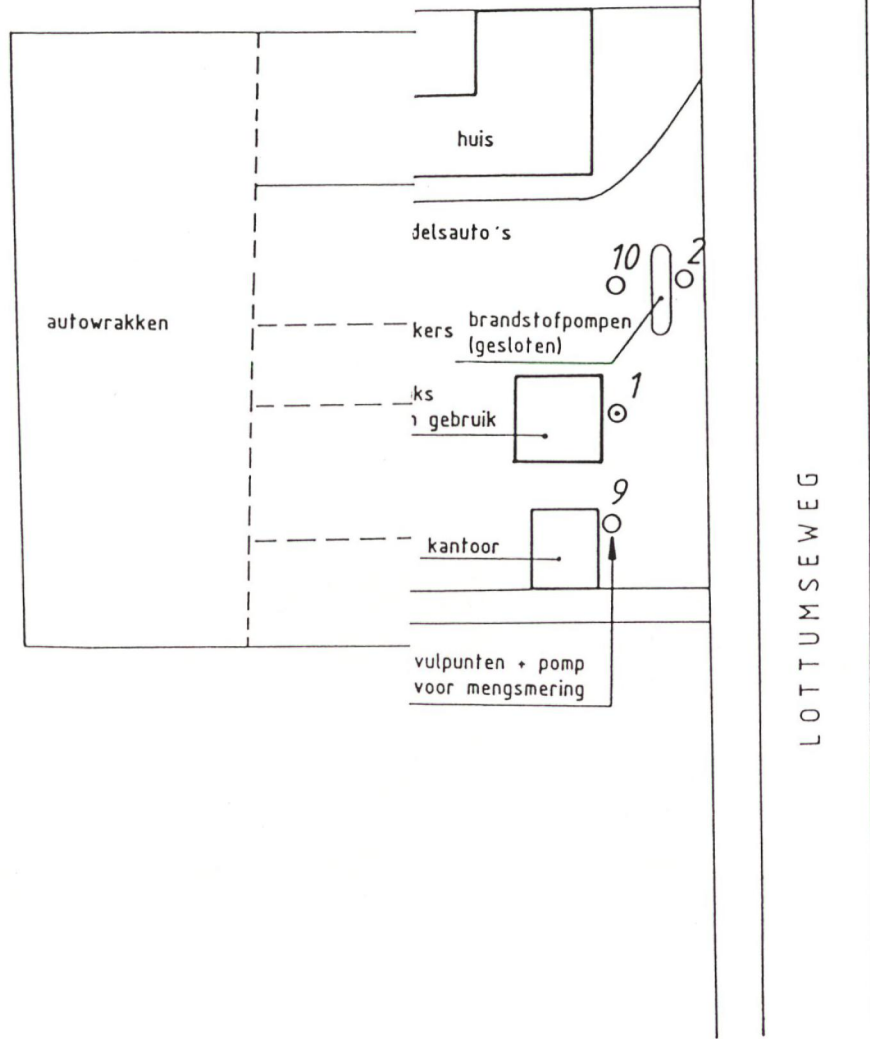 huis
delsauto's
10
2
autowrakken
kers
brandstofpompen
(gesloten)
ks
1
gebruik
9
kantoor
LOTTUMSEWEG
vulpunten + pomp
voor mengsmering